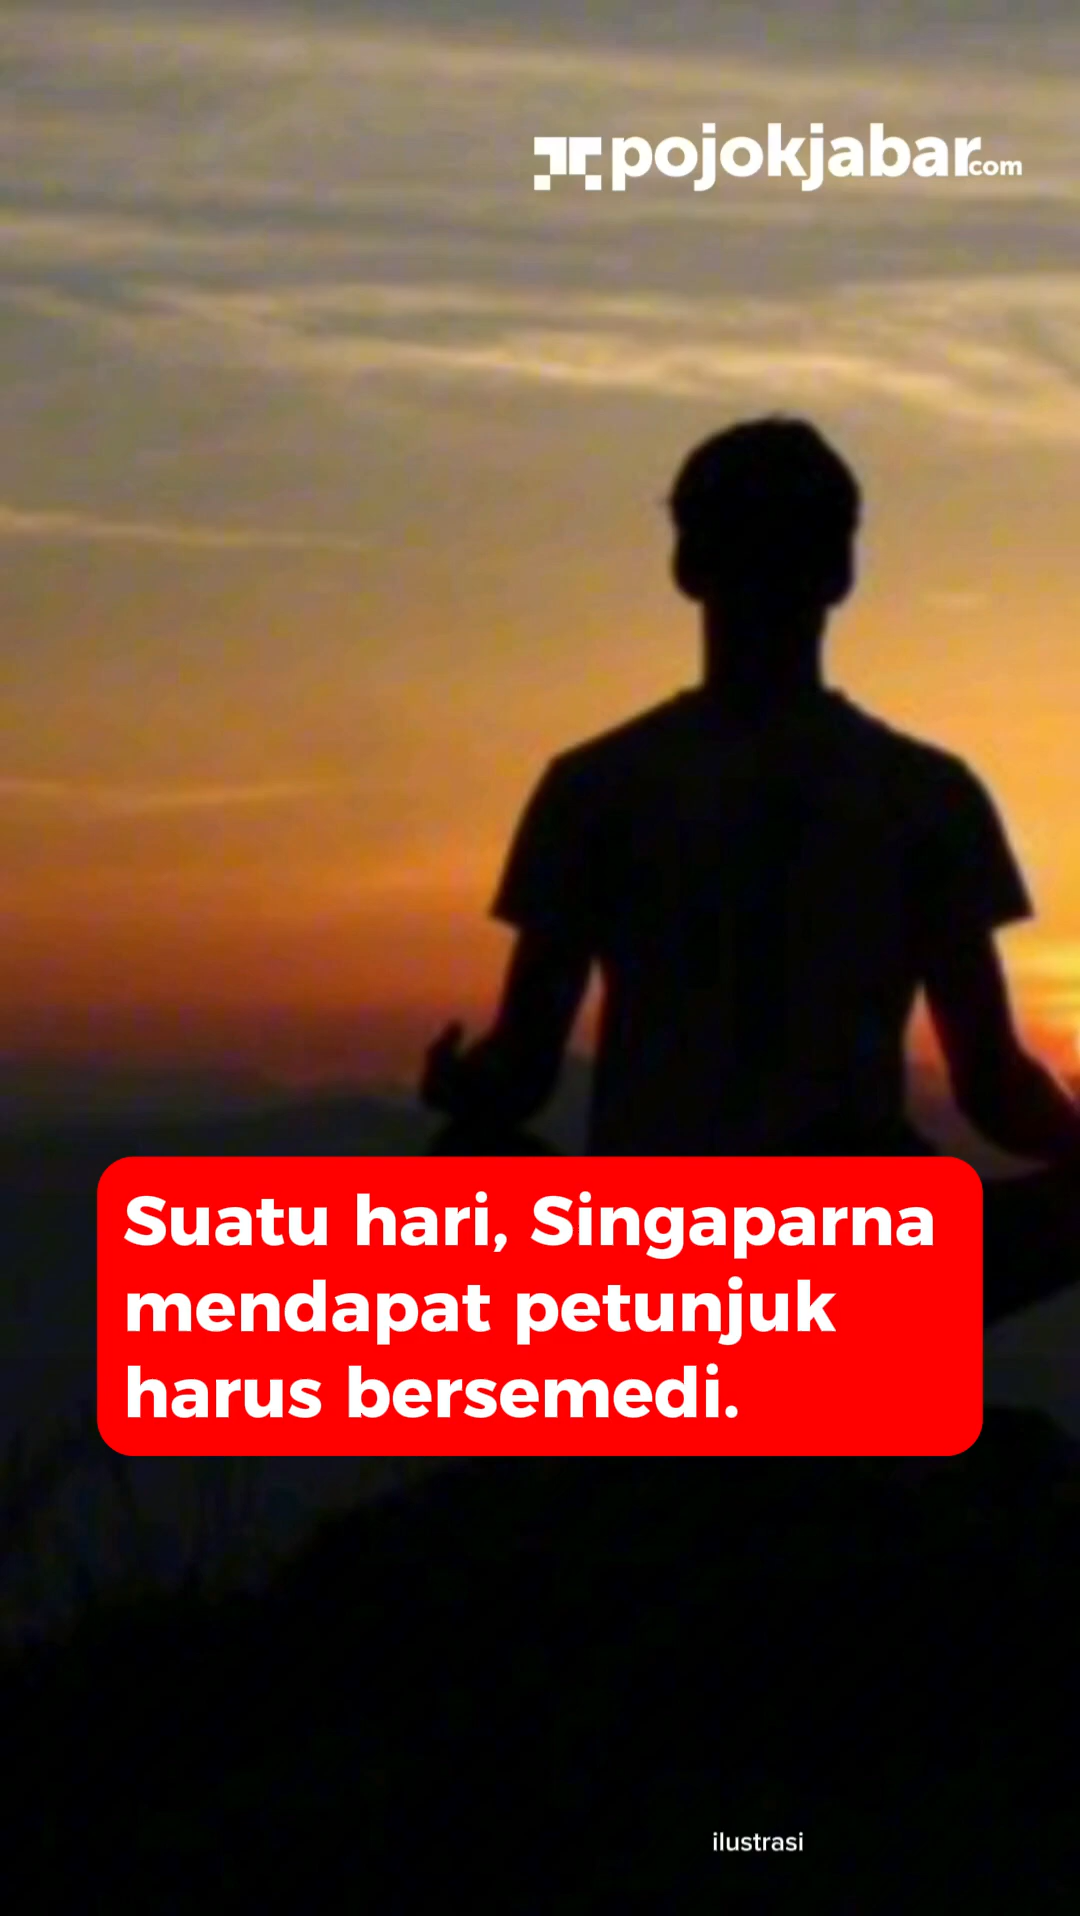 pojokjabar.com
Suatu hari, Singaparna
mendapat petunjuk
harus bersemedi.
ilustrasi